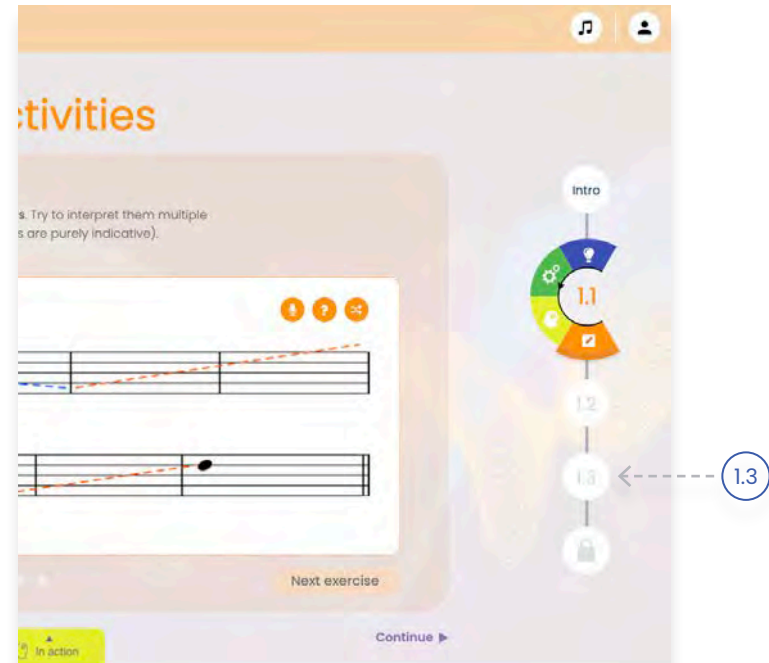 ctivities
Intro
s. Try to interpret them multiple
s are purely indicative).
1.1
1.2
1.3
1.3
Next exercise
Continue
In action